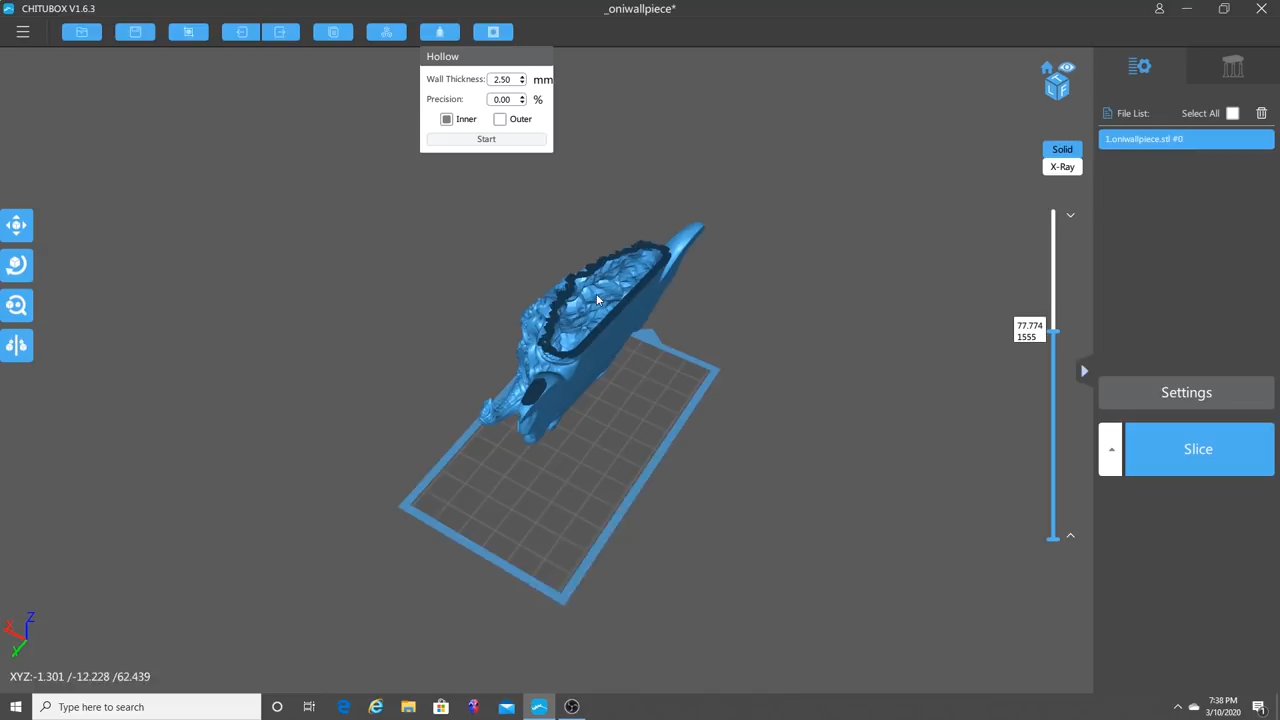 CHITUBOX V1.6.3
_oniwallpiece*
Hollow
Wall Thickness: 2.50 mm
Precision: 0.00 %
Inner Outer
Start
T
L F
File List: Select All
1.oniwallpiece.stl #0
Solid
X-Ray
77.774
1555
Settings
Slice
Z
X
Y
XYZ:-1.301 /-12.228 /62.439
Type here to search
7:38 PM
3/10/2020
1